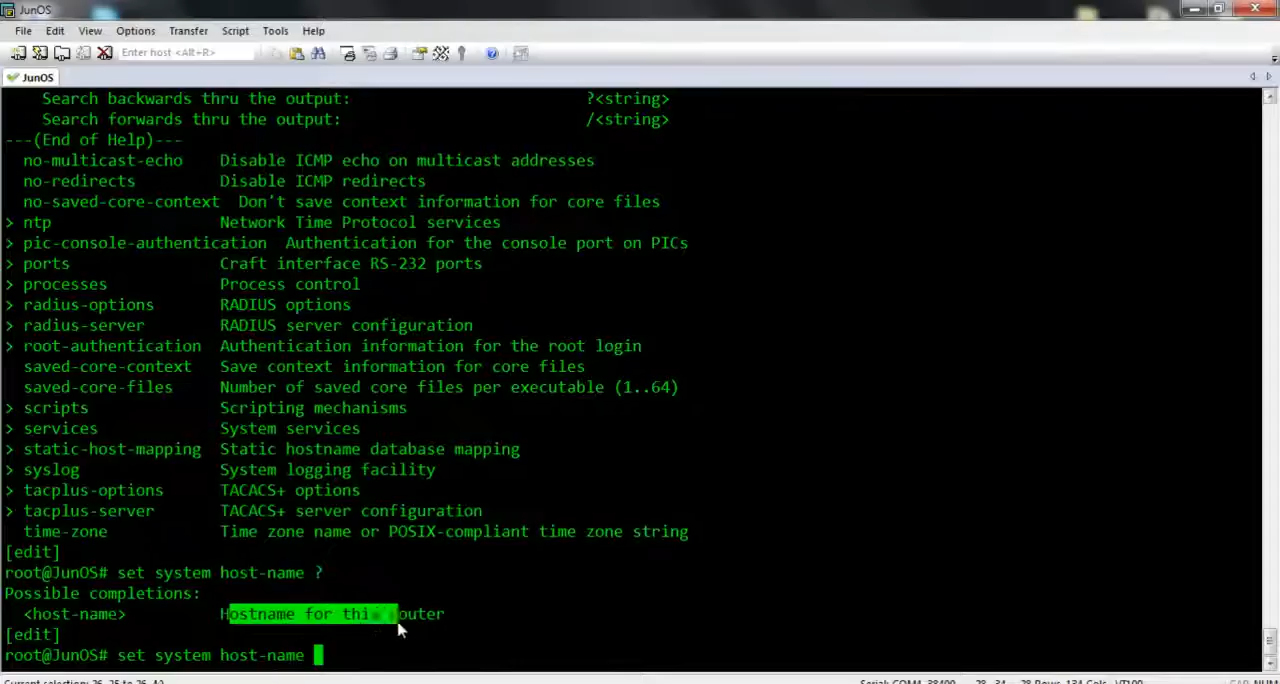 JunOS
File Edit View Options Transfer Script Tools Help
Enter host <Alt+R>
JunOS
Search backwards thru the output: ?<string>
Search forwards thru the output: /<string>
---(End of Help)---
no-multicast-echo Disable ICMP echo on multicast addresses
no-redirects Disable ICMP redirects
no-saved-core-context Don't save context information for core files
> ntp Network Time Protocol services
> pic-console-authentication Authentication for the console port on PICs
> ports Craft interface RS-232 ports
> processes Process control
> radius-options RADIUS options
> radius-server RADIUS server configuration
> root-authentication Authentication information for the root login
saved-core-context Save context information for core files
saved-core-files Number of saved core files per executable (1..64)
> scripts Scripting mechanisms
> services System services
> static-host-mapping Static hostname database mapping
> syslog System logging facility
> tacplus-options TACACS+ options
> tacplus-server TACACS+ server configuration
time-zone Time zone name or POSIX-compliant time zone string
[edit]
root@JunOS# set system host-name ?
Possible completions:
<host-name> Hostname for this router
[edit]
root@JunOS# set system host-name